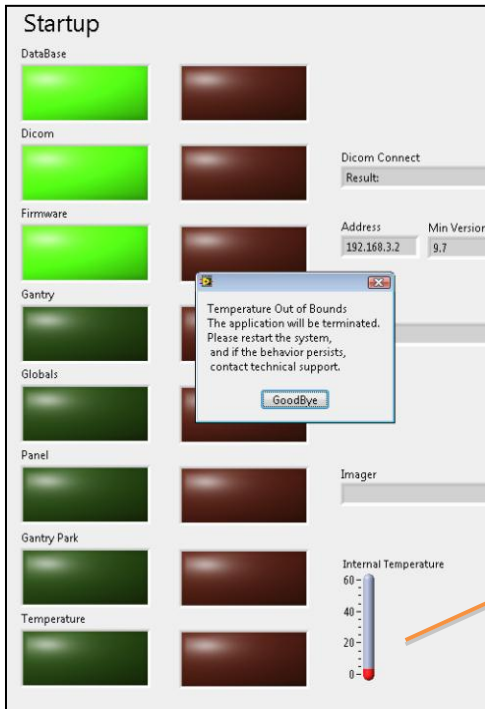 Startup
DataBase
Dicom
Dicom Connect
Result:
Firmware
Address Min Version
192.168.3.2 9.7
Gantry
Temperature Out of Bounds
The application will be terminated.
Please restart the system,
and if the behavior persists,
contact technical support.
GoodBye
Globals
Panel
Imager
Gantry Park
Internal Temperature
60
40
20
0
Temperature